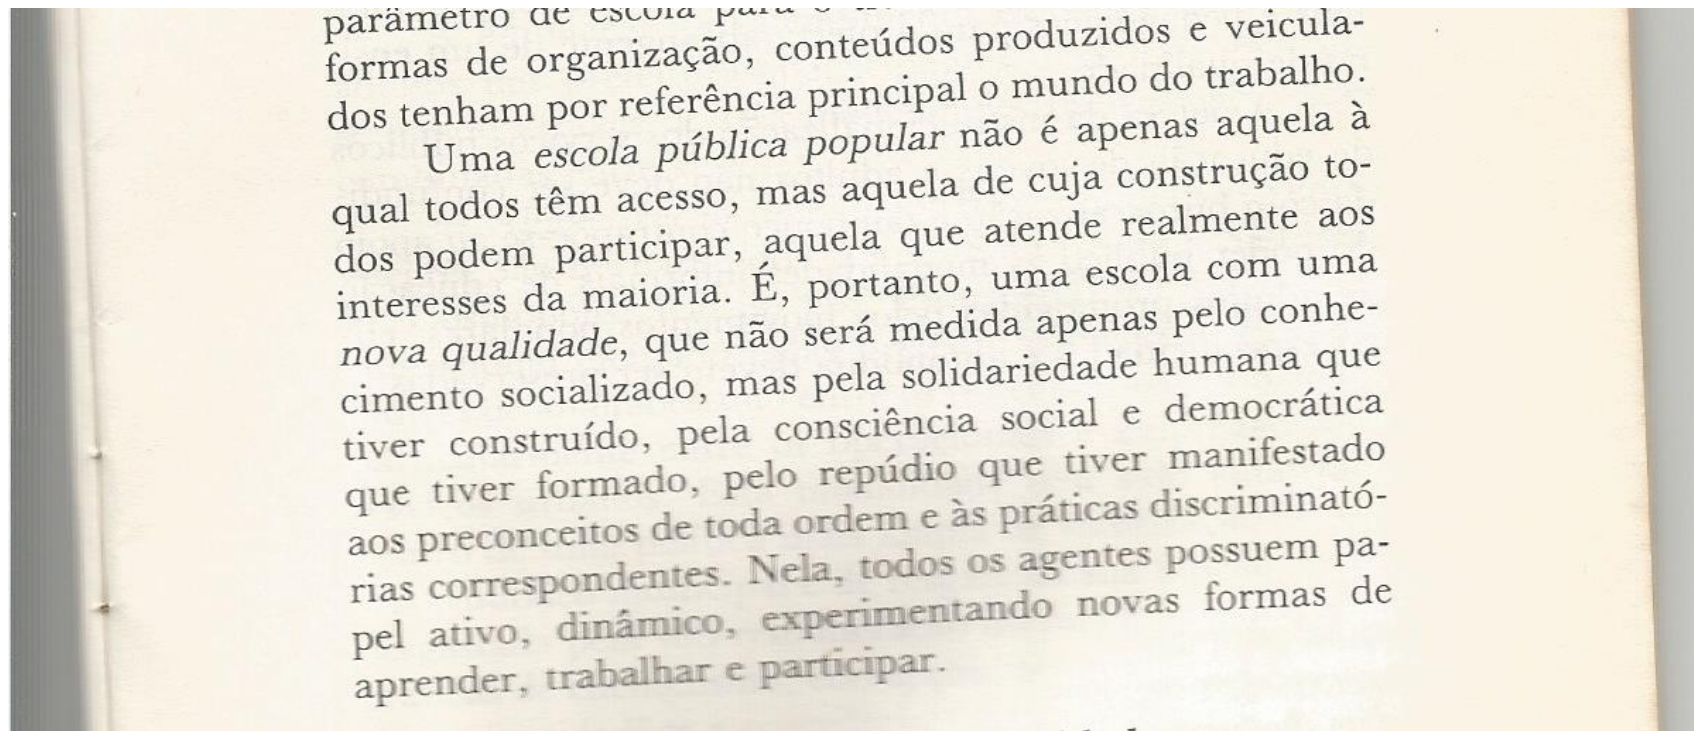 parâmetro de escola
formas de organização, conteúdos produzidos e veicula-
dos tenham por referência principal o mundo do trabalho.
Uma escola pública popular não é apenas aquela à
qual todos têm acesso, mas aquela de cuja construção to-
dos podem participar, aquela que atende realmente aos
interesses da maioria. É, portanto, uma escola com uma
nova qualidade, que não será medida apenas pelo conhe-
cimento socializado, mas pela solidariedade humana que
tiver construído, pela consciência social e democrática
que tiver formado, pelo repúdio que tiver manifestado
aos preconceitos de toda ordem e às práticas discriminató-
rias correspondentes. Nela, todos os agentes possuem pa-
pel ativo, dinâmico, experimentando novas formas de
aprender, trabalhar e participar.